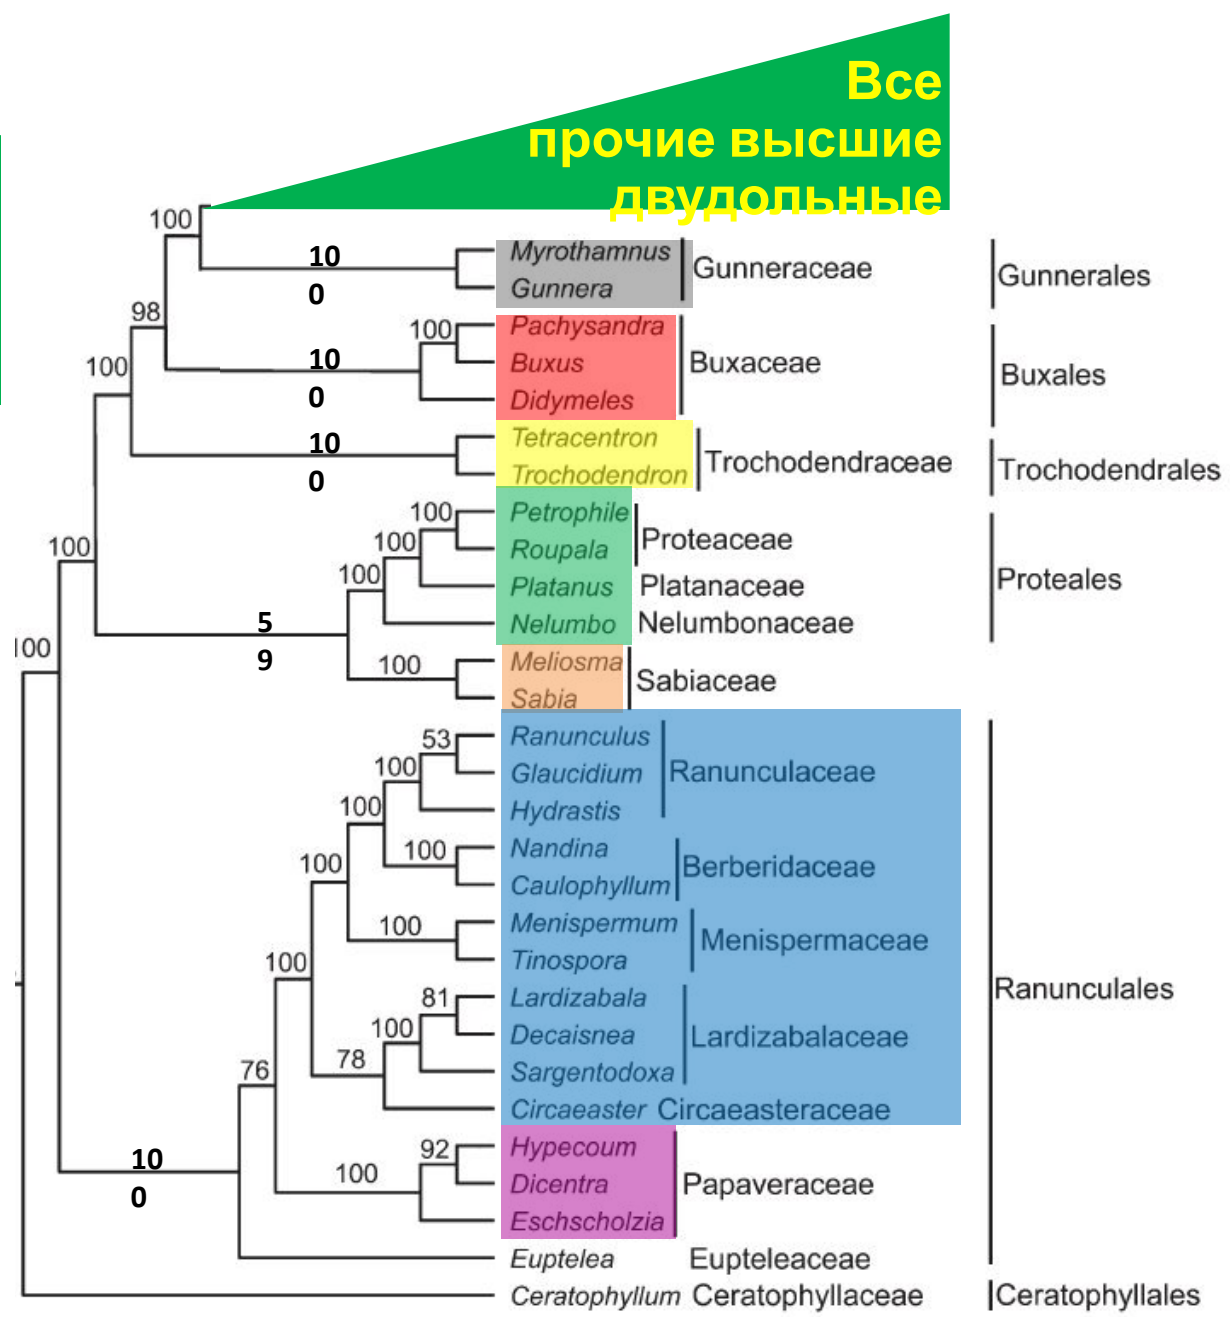 Все
прочие высшие
двудольные
100
10
0
Myrothamnus
Gunnera
Gunneraceae
Gunnerales
98
100
10
0
Pachysandra
Buxus
Didymeles
Buxaceae
Buxales
100
10
0
Tetracentron
Trochodendron
Trochodendraceae
Trochodendrales
100
100
100
100
Petrophile
Roupala
Proteaceae
Platanus Platanaceae
Nelumbo Nelumbonaceae
Proteales
5
9
100
100
Meliosma
Sabia
Sabiaceae
53
100
100
Ranunculus
Glaucidium
Hydrastis
Ranunculaceae
100
100
Nandina
Caulophyllum
Berberidaceae
100
100
Menispermum
Tinospora
Menispermaceae
81
100
78
Lardizabala
Decaisnea
Sargentodoxa
Lardizabalaceae
Circaeaster Circaeasteraceae
Ranunculales
76
92
100
10
0
Hypecoum
Dicentra
Eschscholzia
Papaveraceae
Euptelea Eupteleaceae
Ceratophyllum Ceratophyllaceae
Ceratophyllales